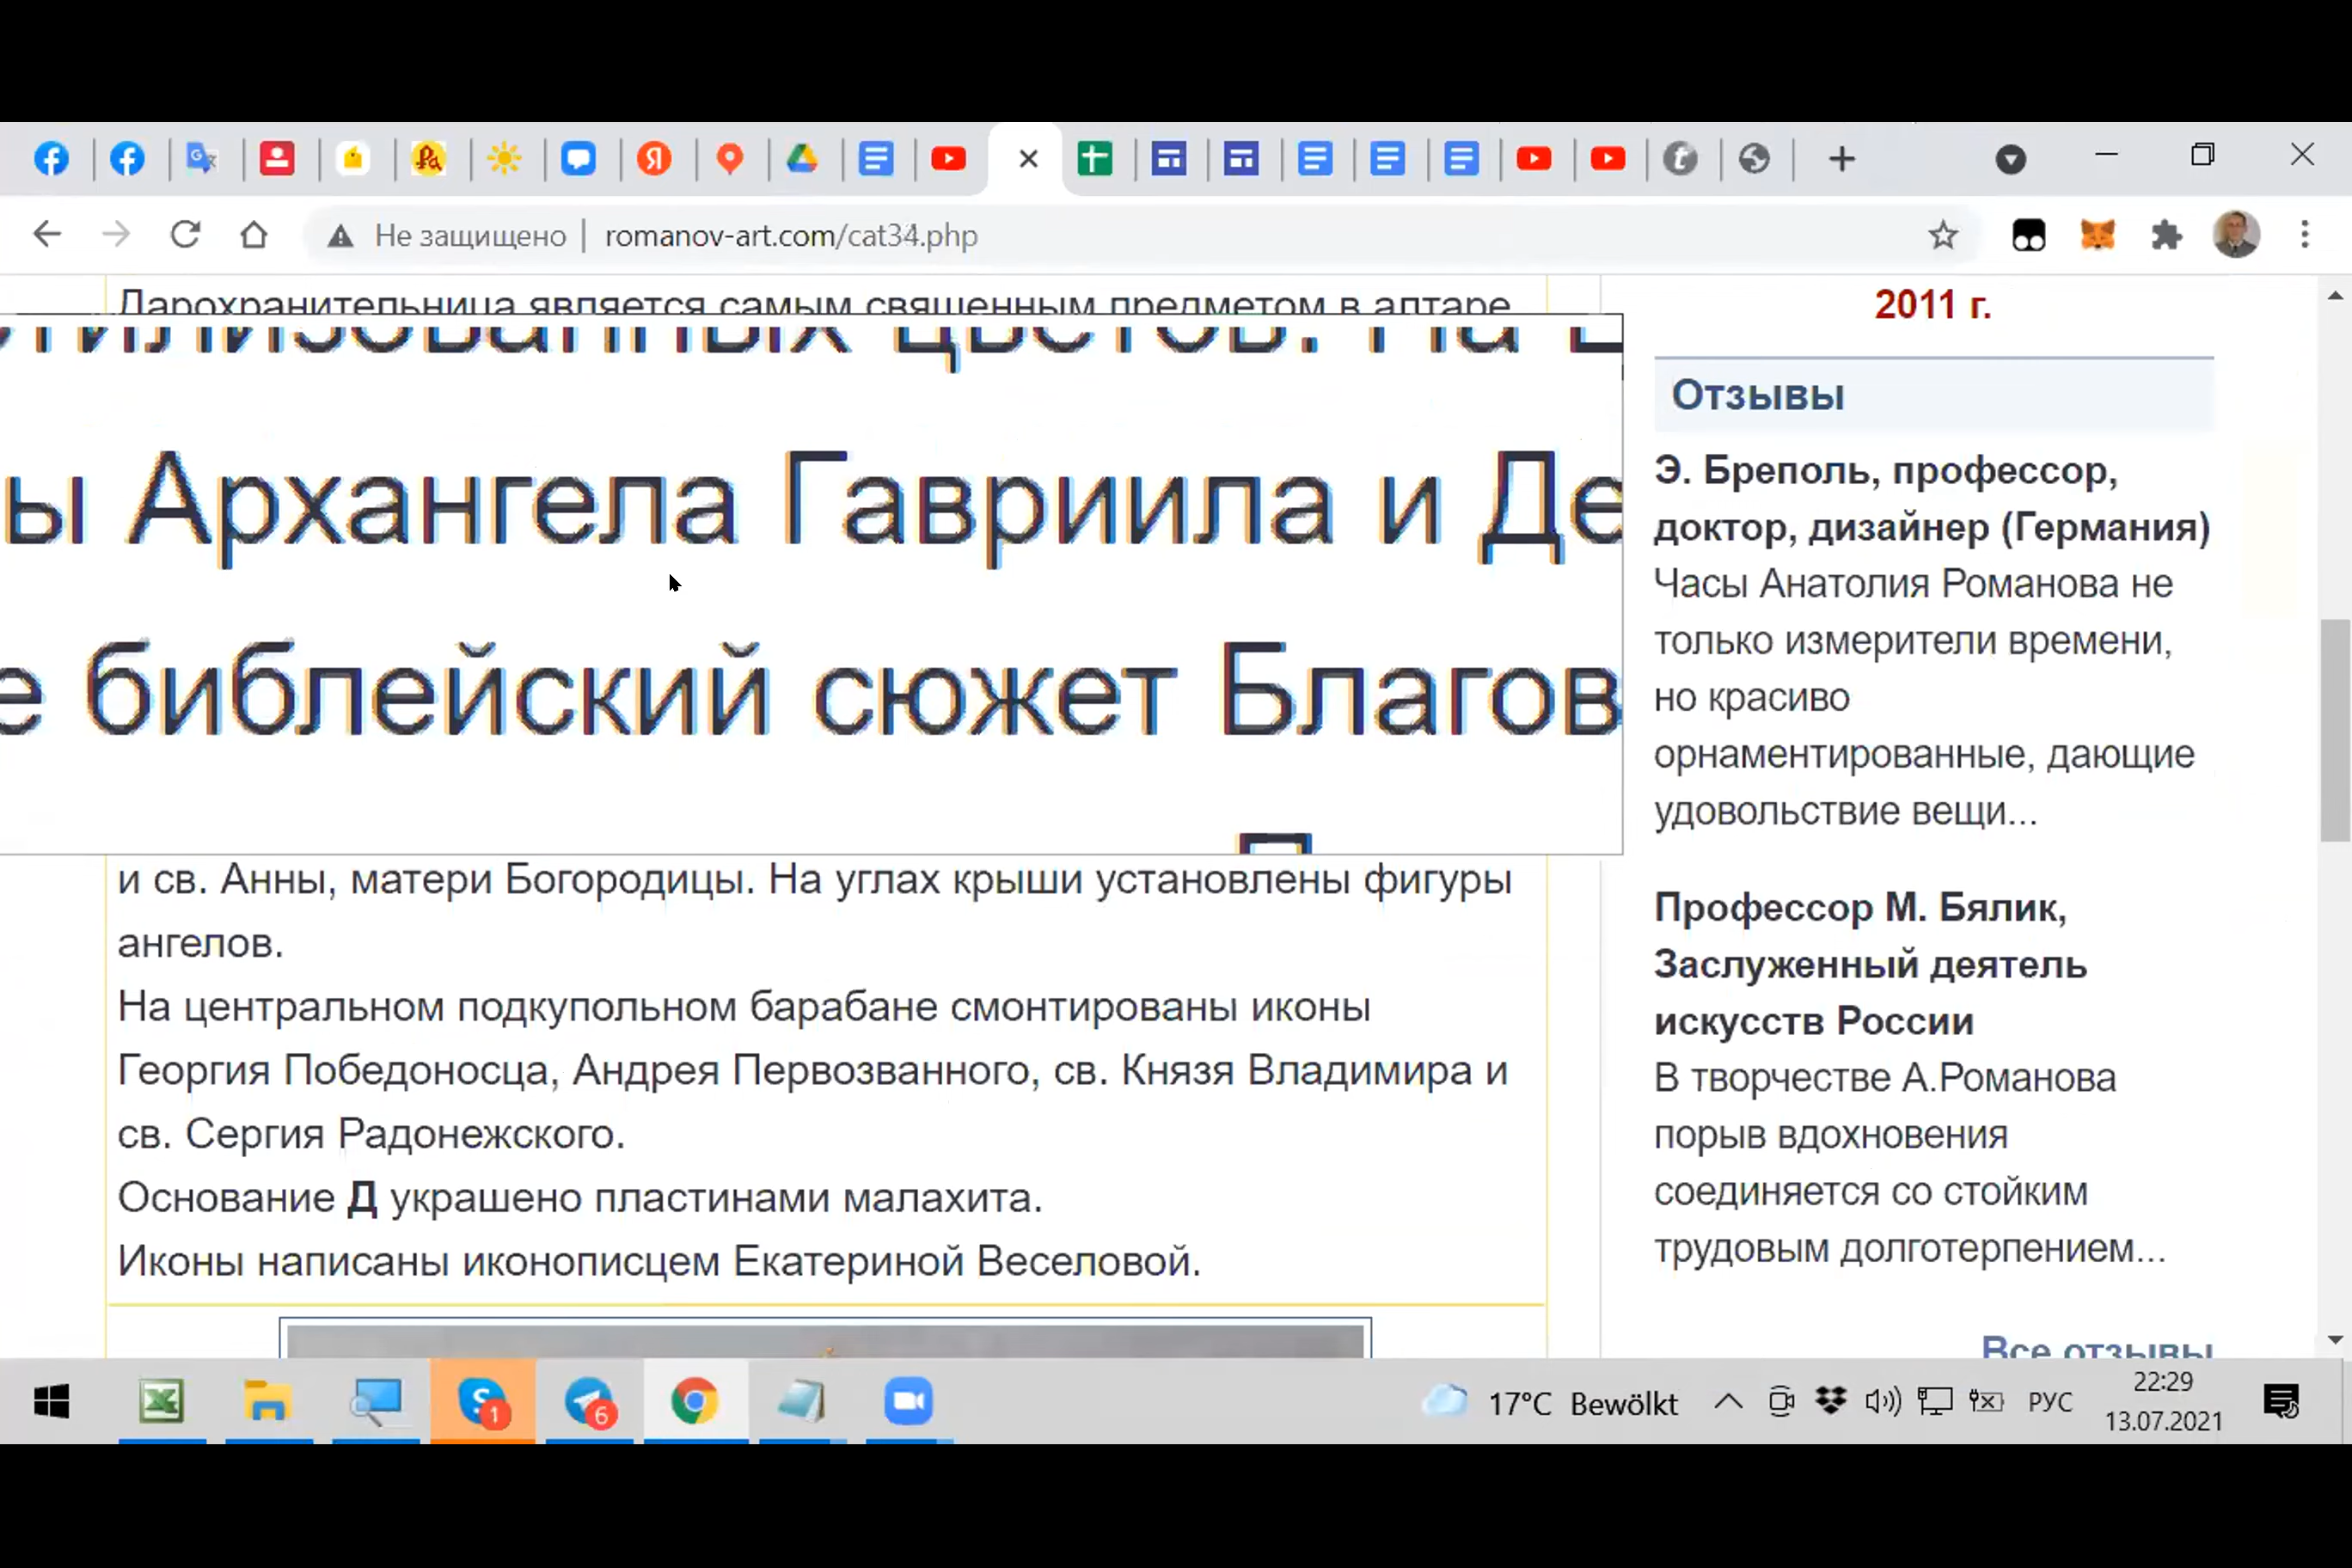 Не защищено | romanov-art.com/cat34.php
Дарохранительница является самым священным предметом в алтаре
цветов. На
ы Архангела Гавриила и Де
е библейский сюжет Благов
и св. Анны, матери Богородицы. На углах крыши установлены фигуры
ангелов.
На центральном подкупольном барабане смонтированы иконы
Георгия Победоносца, Андрея Первозванного, св. Князя Владимира и
св. Сергия Радонежского.
Основание Д украшено пластинами малахита.
Иконы написаны иконописцем Екатериной Веселовой.
2011 г.
Отзывы
Э. Бреполь, профессор,
доктор, дизайнер (Германия)
Часы Анатолия Романова не
только измерители времени,
но красиво
орнаментированные, дающие
удовольствие вещи...
Профессор М. Бялик,
Заслуженный деятель
искусств России
В творчестве А.Романова
порыв вдохновения
соединяется со стойким
трудовым долготерпением...
Все отзывы
1
6
17°C Bewölkt
РУС
22:29
13.07.2021